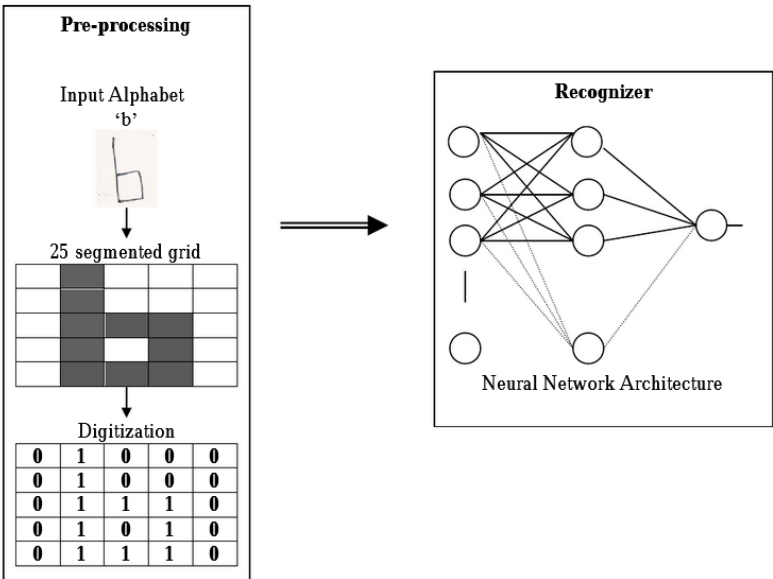 Pre-processing
Input Alphabet
‘b’
25 segmented grid
Digitization
0 1 0 0 0
0 1 0 0 0
0 1 1 1 0
0 1 0 1 0
0 1 1 1 0
Recognizer
Neural Network Architecture